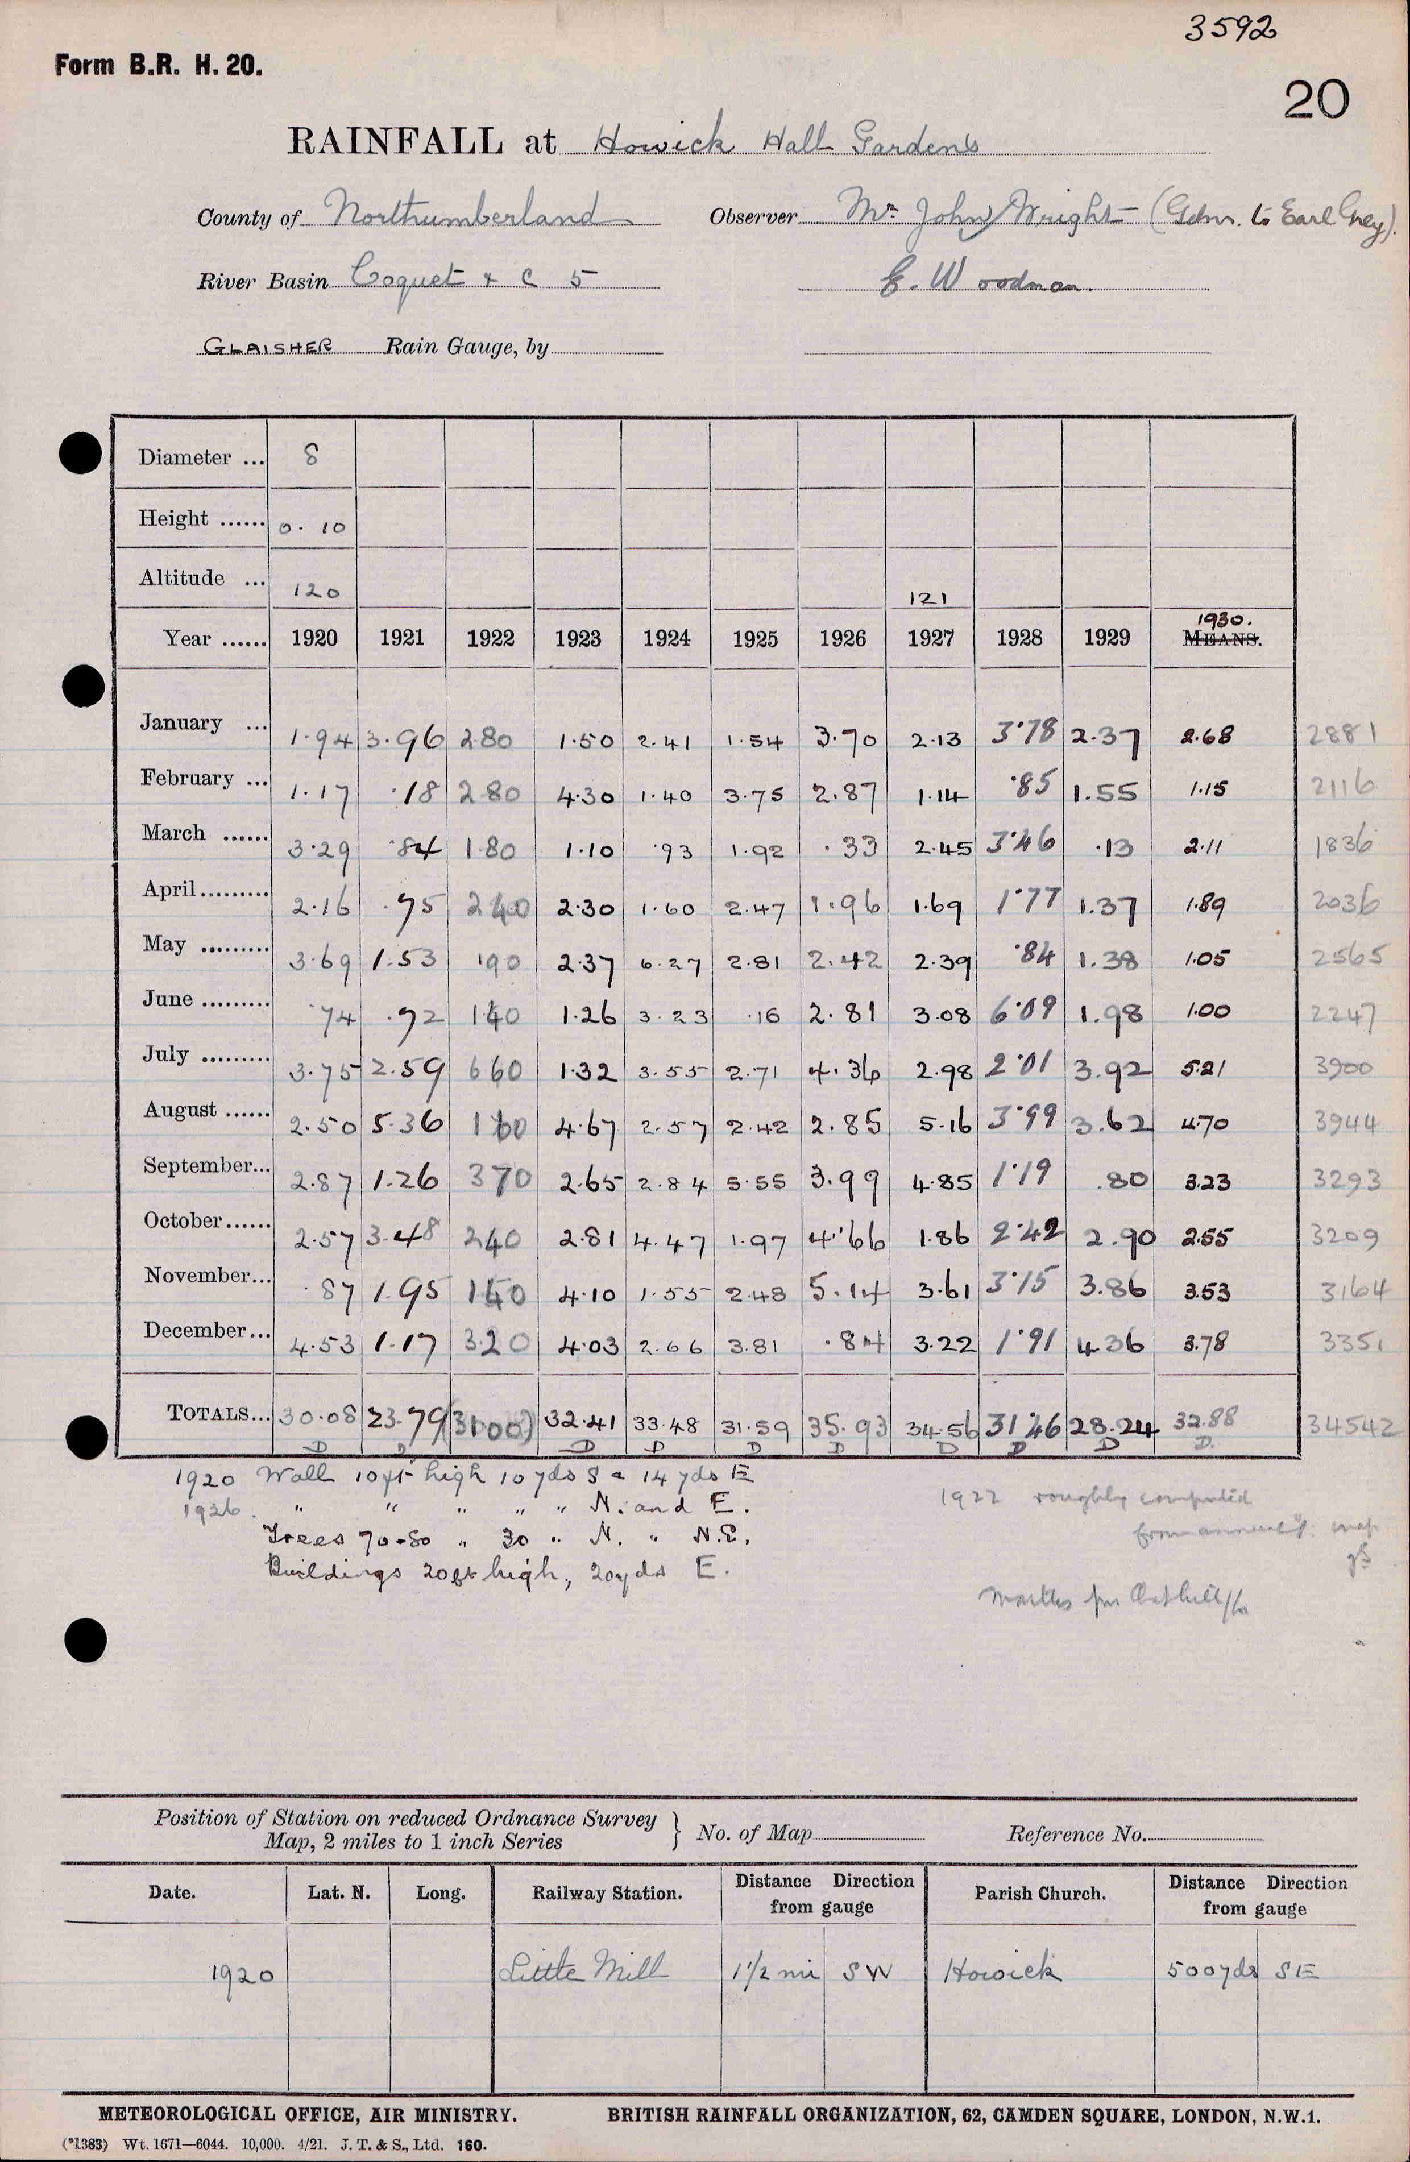 3592
Form B.R. H. 20.
20
RAINFALL at Howick Hall Gardens
County of Northumberland Observer Mr. John Wright (Gdnr. to Earl Grey).
River Basin Coquet & C 5 E. Woodman.
GLAISHER Rain Gauge, by
Diameter ... 8
Height ...... 0. 10
Altitude ... 120 121
Year ...... 1920 1921 1922 1923 1924 1925 1926 1927 1928 1929 1930. MEANS.
January ... 1.94 3.96 2.80 1.50 2.41 1.54 3.70 2.13 3.78 2.37 2.68 2881
February ... 1.17 .18 2.80 4.30 1.40 3.75 2.87 1.14 .85 1.55 1.15 2116
March ...... 3.29 .84 1.80 1.10 .93 1.92 .33 2.45 3.46 .13 2.11 1836
April......... 2.16 .75 2.40 2.30 1.60 2.47 1.96 1.69 1.77 1.37 1.89 2036
May ......... 3.69 1.53 .90 2.37 6.27 2.81 2.42 2.39 .84 1.38 1.05 2565
June ......... .74 .72 1.40 1.26 3.23 .16 2.81 3.08 6.09 1.98 1.00 2247
July ......... 3.75 2.59 6.60 1.32 3.55 2.71 4.36 2.98 2.01 3.92 5.21 3900
August ...... 2.50 5.36 1.60 4.67 2.57 2.42 2.85 5.16 3.99 3.62 4.70 3944
September... 2.87 1.26 3.70 2.65 2.84 5.55 3.99 4.85 1.19 .80 3.23 3293
October...... 2.57 3.48 2.40 2.81 4.47 1.97 4.66 1.86 2.42 2.90 2.55 3209
November... .87 1.95 1.40 4.10 1.55 2.48 5.14 3.61 3.15 3.86 3.53 3164
December... 4.53 1.17 3.20 4.03 2.66 3.81 .84 3.22 1.91 4.36 3.78 3351
TOTALS... 30.08 23.79 (31.00) 32.41 33.48 31.59 35.93 34.56 31.46 28.24 32.88 34542
D D D D D D D D D D
1920 Wall 10ft high 10 yds S & 14 yds E
1926. " " " " " N. and E.
Trees 70-80 " 30 " N. " N.E.
Buildings 20ft high, 20yds E.
1922 roughly computed
from annual map
months for
Position of Station on reduced Ordnance Survey
Map, 2 miles to 1 inch Series } No. of Map Reference No.
Date. Lat. N. Long. Railway Station. Distance Direction from gauge Parish Church. Distance Direction from gauge
1920 Little Mill 1½ mi SW Howick 500yds SE
METEOROLOGICAL OFFICE, AIR MINISTRY. BRITISH RAINFALL ORGANIZATION, 62, CAMDEN SQUARE, LONDON, N.W.1.
(*1383) Wt. 1671—6044. 10,000. 4/21. J. T. & S., Ltd. 160.